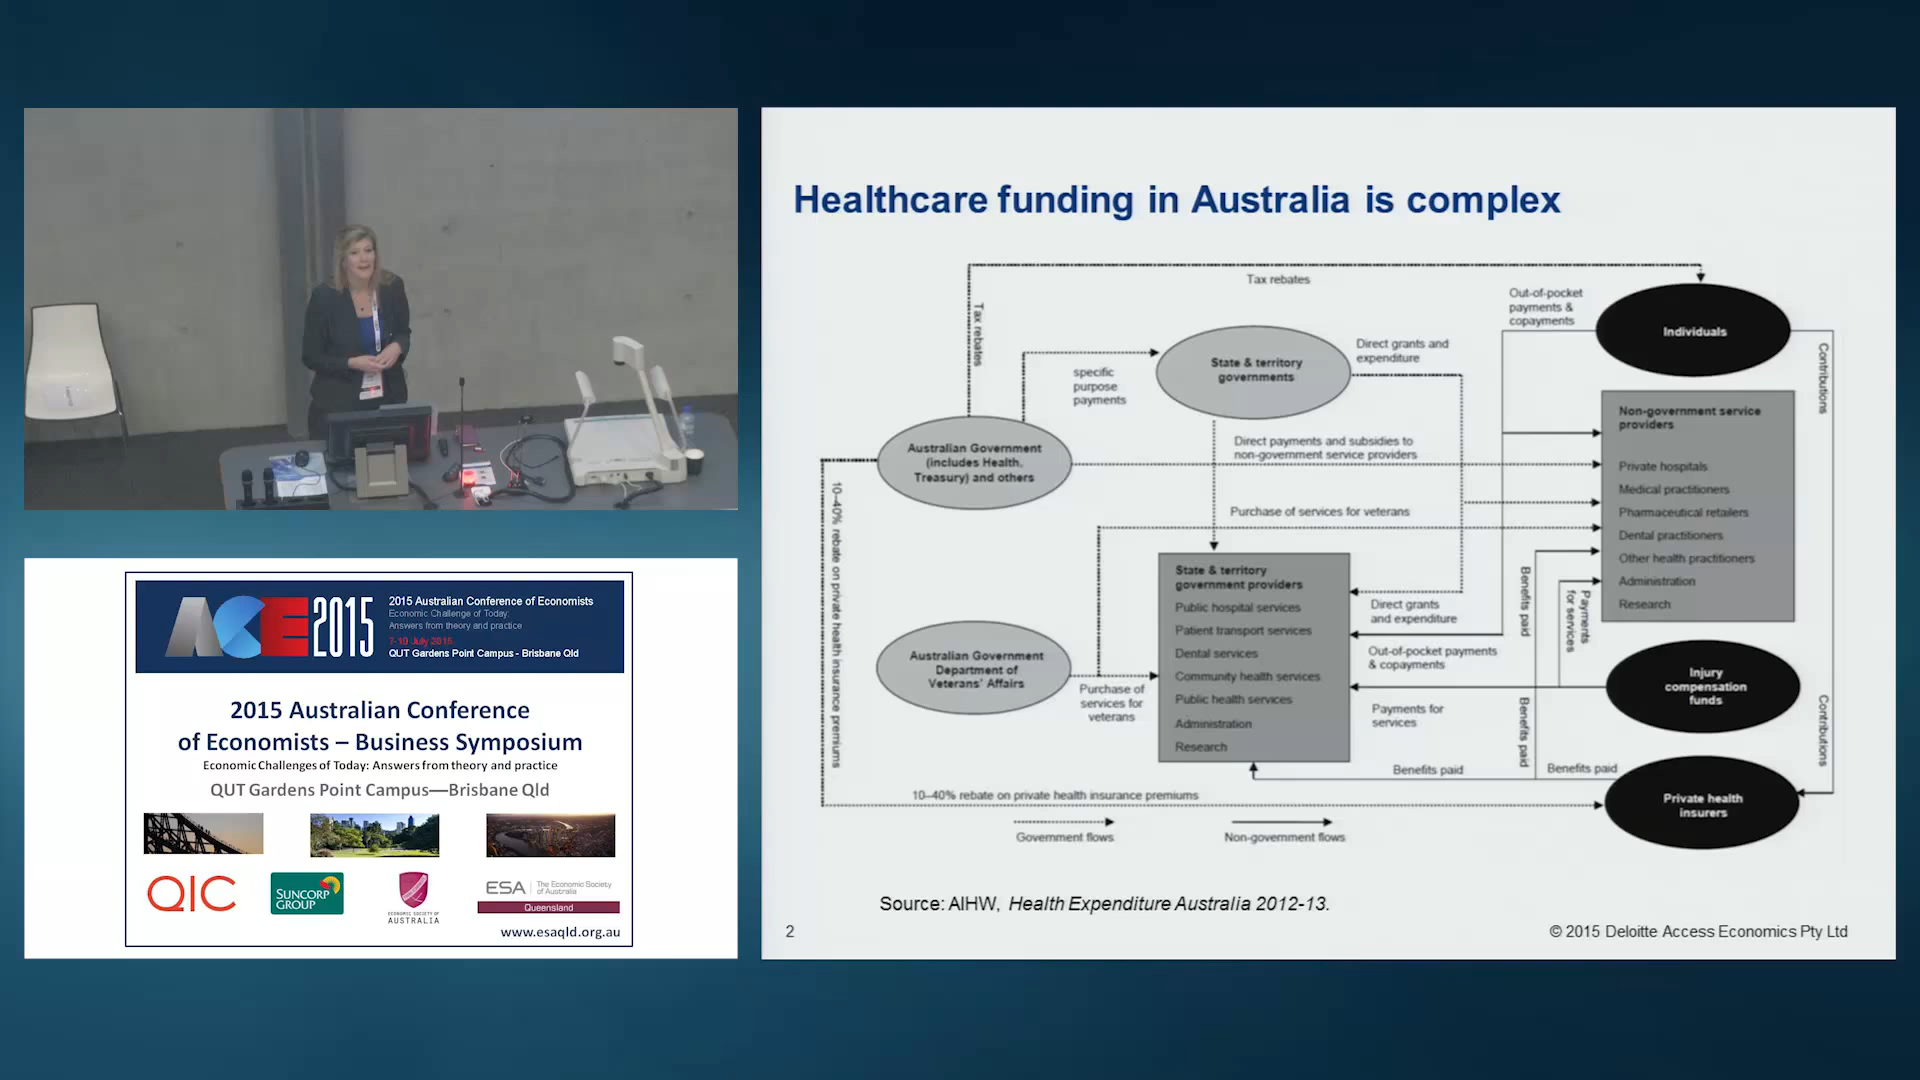 ACE 2015
2015 Australian Conference of Economists
Economic Challenge of Today:
Answers from theory and practice
7-10 July 2015
QUT Gardens Point Campus - Brisbane Qld
2015 Australian Conference
of Economists – Business Symposium
Economic Challenges of Today: Answers from theory and practice
QUT Gardens Point Campus—Brisbane Qld
QIC
SUNCORP
GROUP
ECONOMIC SOCIETY OF
AUSTRALIA
ESA
The Economic Society
of Australia
Queensland
www.esaqld.org.au
Healthcare funding in Australia is complex
Tax rebates
Tax rebates
Out-of-pocket
payments &
copayments
Individuals
Contributions
specific
purpose
payments
State & territory
governments
Direct grants and
expenditure
Non-government service
providers
Private hospitals
Medical practitioners
Pharmaceutical retailers
Dental practitioners
Other health practitioners
Administration
Research
Australian Government
(includes Health,
Treasury) and others
Direct payments and subsidies to
non-government service providers
Purchase of services for veterans
10–40% rebate on private health insurance premiums
State & territory
government providers
Public hospital services
Patient transport services
Dental services
Community health services
Public health services
Administration
Research
Direct grants
and expenditure
Out-of-pocket payments
& copayments
Benefits paid
Payments
for services
Australian Government
Department of
Veterans' Affairs
Purchase of
services for
veterans
Payments for
services
Injury
compensation
funds
Benefits paid
Contributions
Benefits paid
Benefits paid
Private health
insurers
10–40% rebate on private health insurance premiums
Government flows
Non-government flows
Source: AIHW, Health Expenditure Australia 2012-13.
2
© 2015 Deloitte Access Economics Pty Ltd